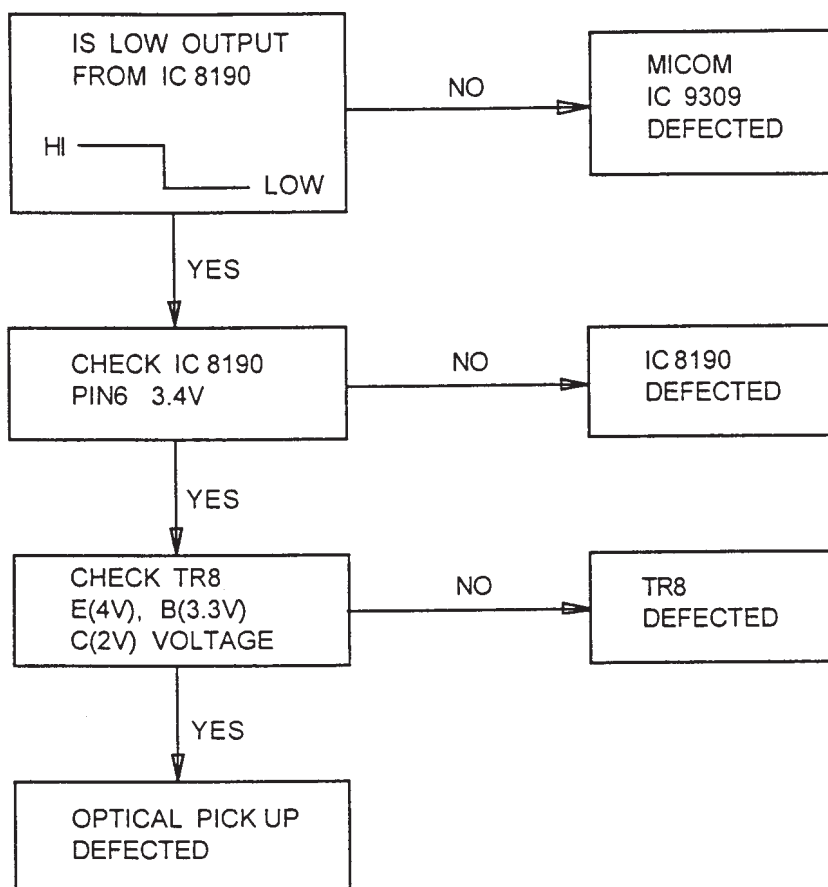 IS LOW OUTPUT
FROM IC 8190
HI
LOW
NO
MICOM
IC 9309
DEFECTED
YES
CHECK IC 8190
PIN6 3.4V
NO
IC 8190
DEFECTED
YES
CHECK TR8
E(4V), B(3.3V)
C(2V) VOLTAGE
NO
TR8
DEFECTED
YES
OPTICAL PICK UP
DEFECTED